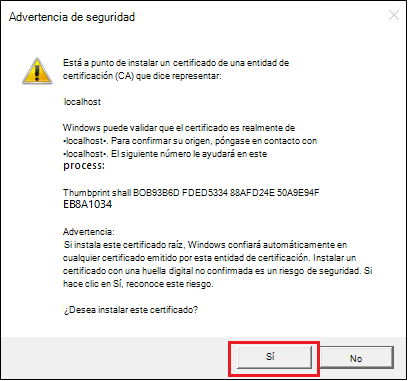 Advertencia de seguridad
Está a punto de instalar un certificado de una entidad de
certificación (CA) que dice representar:
localhost
Windows puede validar que el certificado es realmente de
•localhost•. Para confirmar su origen, póngase en contacto con
•localhost•. El siguiente número le ayudará en este
process:
Thumbprint shall BOB93B6D FDED5334 88AFD24E 50A9E94F
EB8A1034
Advertencia:
Si instala este certificado raíz, Windows confiará automáticamente en
cualquier certificado emitido por esta entidad de certificación. Instalar un
certificado con una huella digital no confirmada es un riesgo de seguridad. Si
hace clic en Sí, reconoce este riesgo.
¿Desea instalar este certificado?
Sí
No